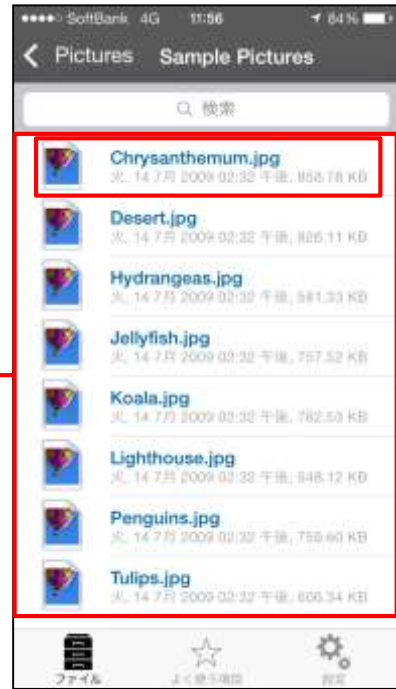 SoftBank 4G 11:56 84%
Pictures Sample Pictures
検索
Chrysanthemum.jpg
火, 14 7月 2009 02:32 午後, 858.78 KB
Desert.jpg
火, 14 7月 2009 02:32 午後, 826.11 KB
Hydrangeas.jpg
火, 14 7月 2009 02:32 午後, 581.33 KB
Jellyfish.jpg
火, 14 7月 2009 02:32 午後, 757.52 KB
Koala.jpg
火, 14 7月 2009 02:32 午後, 762.53 KB
Lighthouse.jpg
火, 14 7月 2009 02:32 午後, 548.12 KB
Penguins.jpg
火, 14 7月 2009 02:32 午後, 759.60 KB
Tulips.jpg
火, 14 7月 2009 02:32 午後, 606.34 KB
ファイル よく使う項目 設定